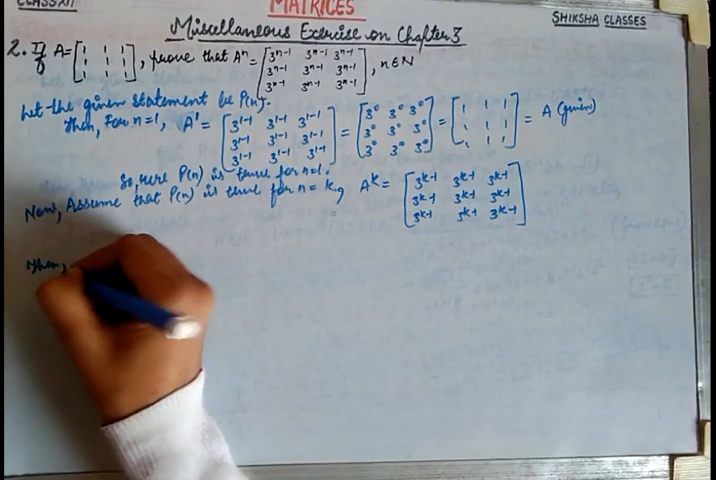 CLASS XII
MATRICES
SHIKSHA CLASSES
Miscellaneous Exercise on Chapter 3
2. If A = [1 1 1; 1 1 1; 1 1 1], prove that Aⁿ = [3ⁿ⁻¹ 3ⁿ⁻¹ 3ⁿ⁻¹; 3ⁿ⁻¹ 3ⁿ⁻¹ 3ⁿ⁻¹; 3ⁿ⁻¹ 3ⁿ⁻¹ 3ⁿ⁻¹], n ∈ N
Let the given statement be P(n).
Then, For n=1, A¹ = [3¹⁻¹ 3¹⁻¹ 3¹⁻¹; 3¹⁻¹ 3¹⁻¹ 3¹⁻¹; 3¹⁻¹ 3¹⁻¹ 3¹⁻¹] = [3⁰ 3⁰ 3⁰; 3⁰ 3⁰ 3⁰; 3⁰ 3⁰ 3⁰] = [1 1 1; 1 1 1; 1 1 1] = A (given)
So, here P(n) is true for n=1.
Now, Assume that P(n) is true for n=k, Aᵏ = [3ᵏ⁻¹ 3ᵏ⁻¹ 3ᵏ⁻¹; 3ᵏ⁻¹ 3ᵏ⁻¹ 3ᵏ⁻¹; 3ᵏ⁻¹ 3ᵏ⁻¹ 3ᵏ⁻¹]
Then,